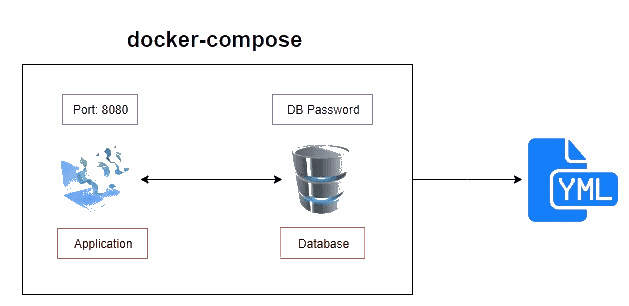 docker-compose
Port: 8080
DB Password
Application
Database
YML